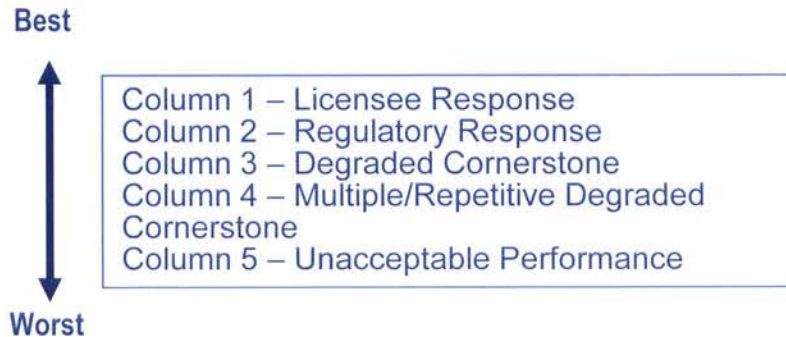 Best
Column 1 – Licensee Response
Column 2 – Regulatory Response
Column 3 – Degraded Cornerstone
Column 4 – Multiple/Repetitive Degraded
Cornerstone
Column 5 – Unacceptable Performance
Worst